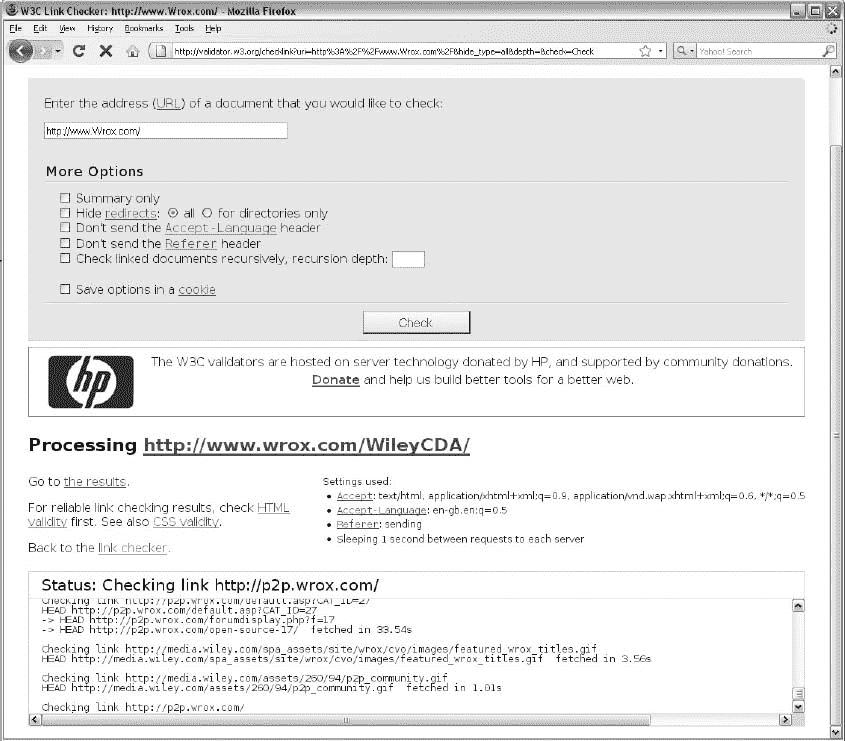 W3C Link Checker: http://www.Wrox.com/ - Mozilla Firefox
File Edit View History Bookmarks Tools Help
http://validator.w3.org/checklink?uri=http%3A%2F%2Fwww.Wrox.com%2F&hide_type=all&depth=&check=Check
Yahoo! Search
Enter the address (URL) of a document that you would like to check:
http://www.Wrox.com/
More Options
Summary only
Hide redirects: all for directories only
Don't send the Accept-Language header
Don't send the Referer header
Check linked documents recursively, recursion depth:
Save options in a cookie
Check
hp
The W3C validators are hosted on server technology donated by HP, and supported by community donations.
Donate and help us build better tools for a better web.
Processing http://www.wrox.com/WileyCDA/
Go to the results.
For reliable link checking results, check HTML
validity first. See also CSS validity.
Back to the link checker.
Settings used:
• Accept: text/html, application/xhtml+xml;q=0.9, application/vnd.wap.xhtml+xml;q=0.6, */*;q=0.5
• Accept-Language: en-gb,en;q=0.5
• Referer: sending
• Sleeping 1 second between requests to each server
Status: Checking link http://p2p.wrox.com/
Checking link http://p2p.wrox.com/default.asp?CAT_ID=27
HEAD http://p2p.wrox.com/default.asp?CAT_ID=27
-> HEAD http://p2p.wrox.com/forumdisplay.php?f=17
-> HEAD http://p2p.wrox.com/open-source-17/ fetched in 33.54s
Checking link http://media.wiley.com/spa_assets/site/wrox/cvo/images/featured_wrox_titles.gif
HEAD http://media.wiley.com/spa_assets/site/wrox/cvo/images/featured_wrox_titles.gif fetched in 3.56s
Checking link http://media.wiley.com/assets/260/94/p2p_community.gif
HEAD http://media.wiley.com/assets/260/94/p2p_community.gif fetched in 1.01s
Checking link http://p2p.wrox.com/